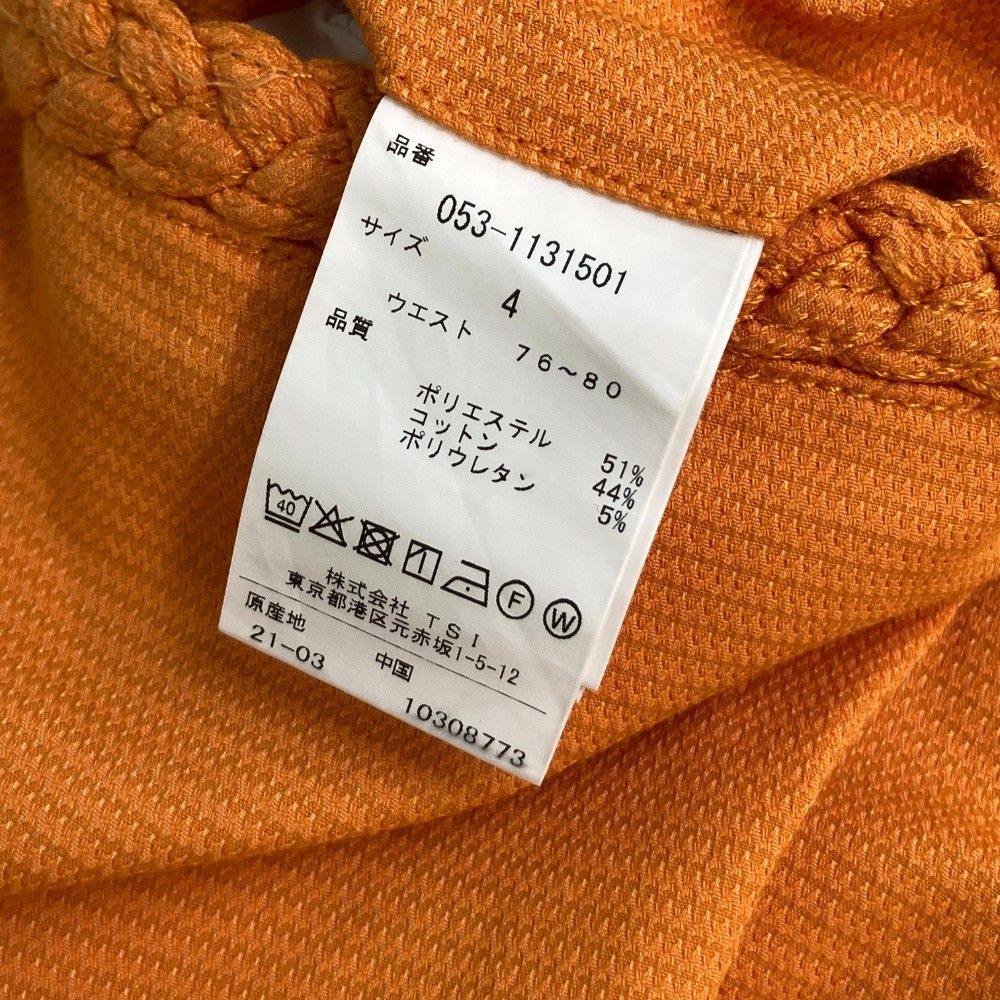 品番
053-1131501
サイズ
4
ウエスト 76～80
品質
ポリエステル 51%
コットン 44%
ポリウレタン 5%
40 F W
株式会社 TSI
東京都港区元赤坂1-5-12
原産地 中国
21-03
10308773